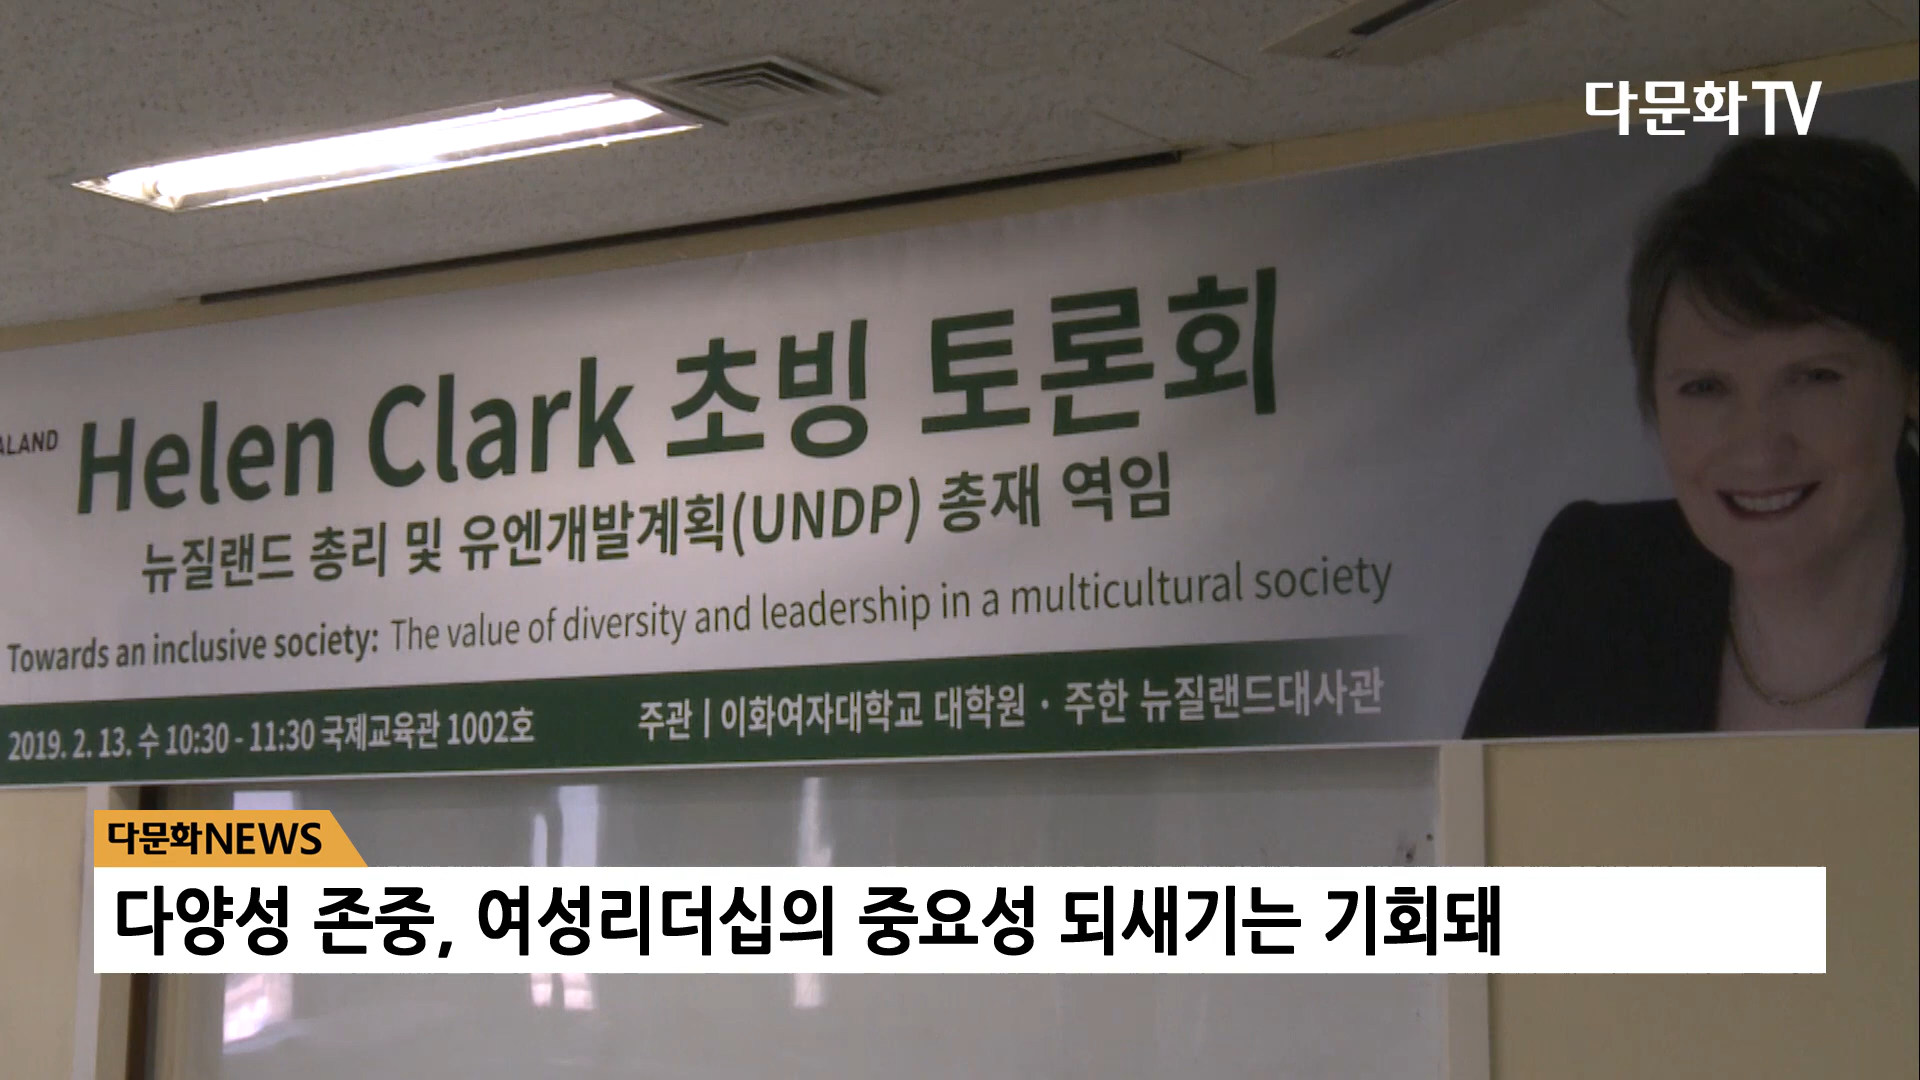 다문화TV
ALAND
Helen Clark 초빙 토론회
뉴질랜드 총리 및 유엔개발계획(UNDP) 총재 역임
Towards an inclusive society: The value of diversity and leadership in a multicultural society
2019. 2. 13. 수 10:30 - 11:30 국제교육관 1002호 주관 | 이화여자대학교 대학원 · 주한 뉴질랜드대사관
다문화NEWS
다양성 존중, 여성리더십의 중요성 되새기는 기회돼